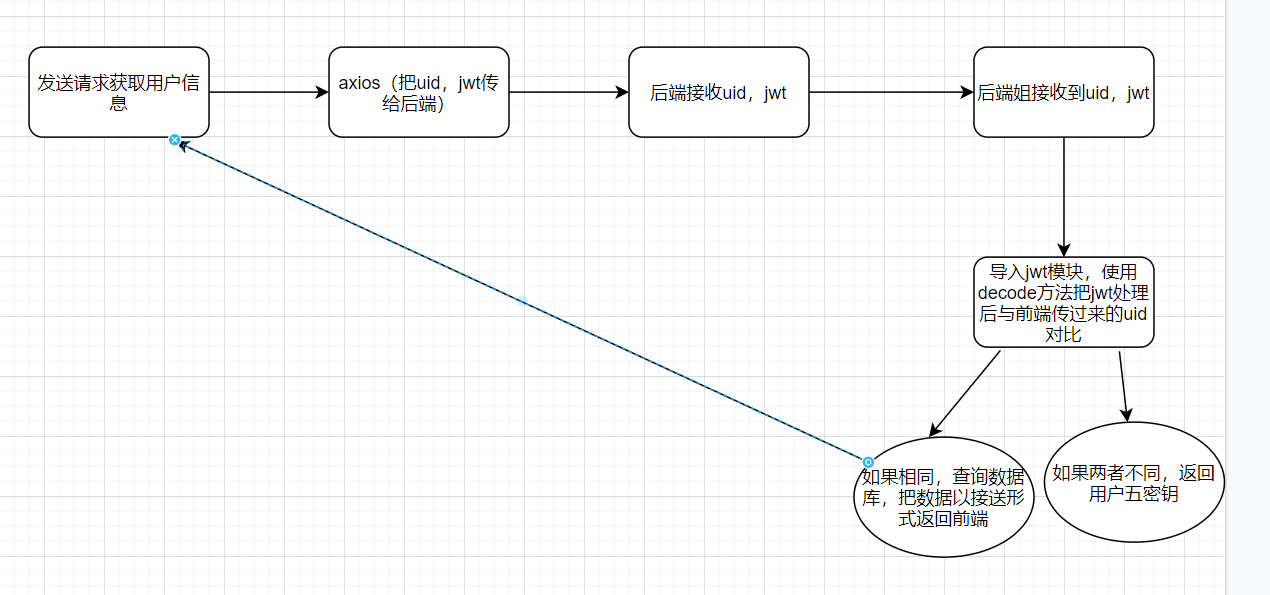 发送请求获取用户信
息
axios（把uid，jwt传
给后端）
后端接收uid，jwt
后端姐接收到uid，jwt
导入jwt模块，使用
decode方法把jwt处理
后与前端传过来的uid
对比
如果相同，查询数据
库，把数据以接送形
式返回前端
如果两者不同，返回
用户五密钥